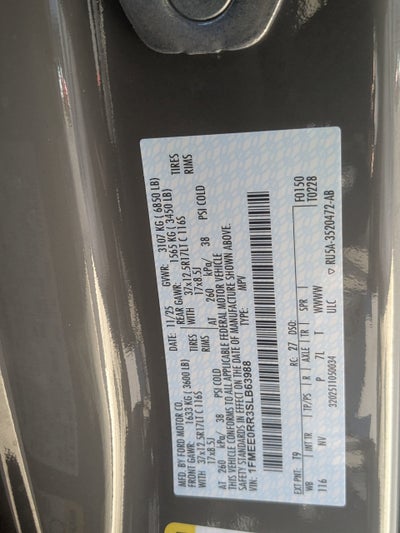 MFD. BY FORD MOTOR CO. 11/25 GVWR: 3107 KG (6850 LB)
FRONT GAWR: 1633 KG (3600 LB) REAR GAWR: 1565 KG (3450 LB)
WITH 37x12.5R17LT C 116S TIRES WITH 37x12.5R17LT C 116S TIRES
17x8.5J RIMS 17x8.5J RIMS
AT 260 kPa/ 38 PSI COLD AT 260 kPa/ 38 PSI COLD
THIS VEHICLE CONFORMS TO ALL APPLICABLE FEDERAL MOTOR VEHICLE
SAFETY STANDARDS IN EFFECT ON THE DATE OF MANUFACTURE SHOWN ABOVE.
VIN: 1FMEE0RR3SLB63988 TYPE: MPV
F0150
T0228
EXT PNT: T9 RC: 27 DSO:
WB INT TR TP/PS R AXLE TR SPR
116 NV P ZL T WWWW
3202511050034 ULC RU5A-3520472-AB